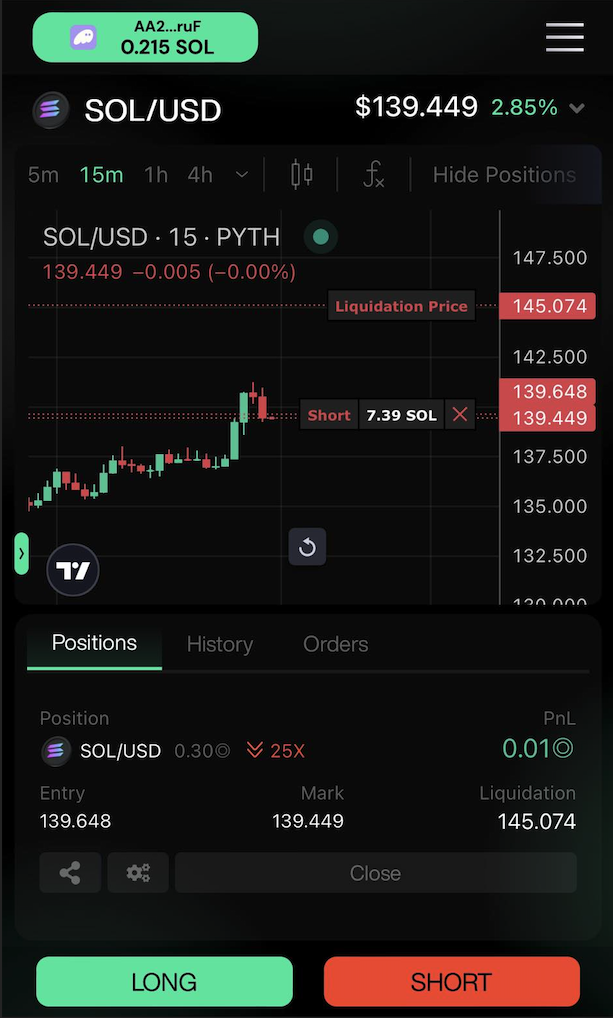 AA2...ruF
0.215 SOL
SOL/USD
$139.449 2.85%
5m 15m 1h 4h Hide Positions
SOL/USD · 15 · PYTH
139.449 −0.005 (−0.00%)
147.500
Liquidation Price 145.074
142.500
139.648
Short 7.39 SOL 139.449
137.500
135.000
132.500
130.000
Positions History Orders
Position PnL
SOL/USD 0.30 25X 0.01
Entry Mark Liquidation
139.648 139.449 145.074
Close
LONG SHORT